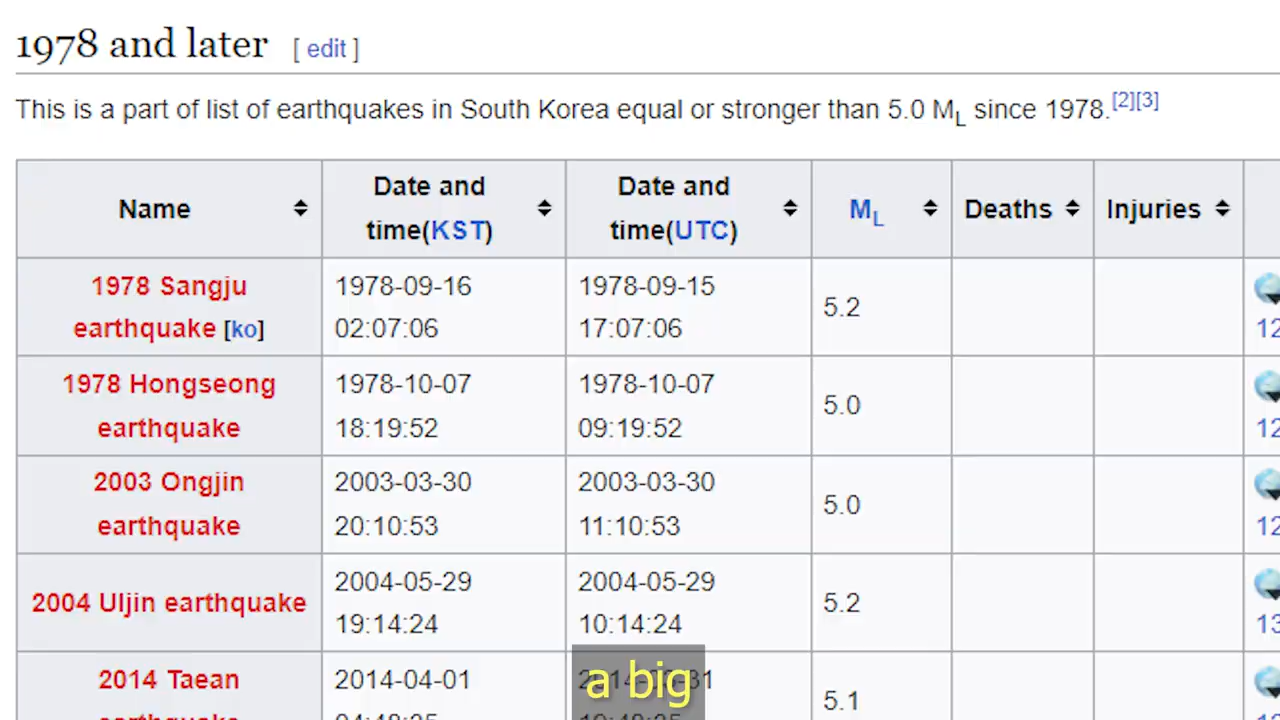 1978 and later [ edit ]
This is a part of list of earthquakes in South Korea equal or stronger than 5.0 ML since 1978.[2][3]
Name
Date and
time(KST)
Date and
time(UTC)
ML
Deaths
Injuries
1978 Sangju
earthquake [ko]
1978-09-16
02:07:06
1978-09-15
17:07:06
5.2
12
1978 Hongseong
earthquake
1978-10-07
18:19:52
1978-10-07
09:19:52
5.0
12
2003 Ongjin
earthquake
2003-03-30
20:10:53
2003-03-30
11:10:53
5.0
12
2004 Uljin earthquake
2004-05-29
19:14:24
2004-05-29
10:14:24
5.2
13
2014 Taean
earthquake
2014-04-01
5.1
a big